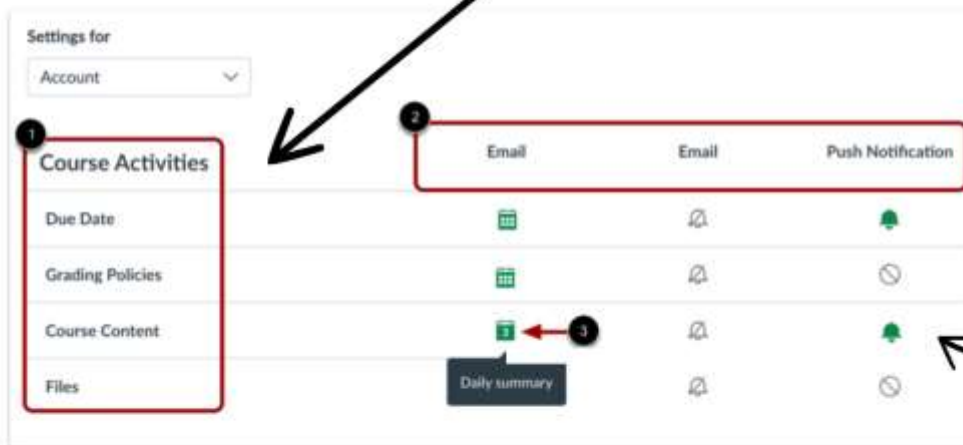 Settings for
Account
1
2
Course Activities Email Email Push Notification
Due Date
Grading Policies
Course Content 3
Daily summary
Files